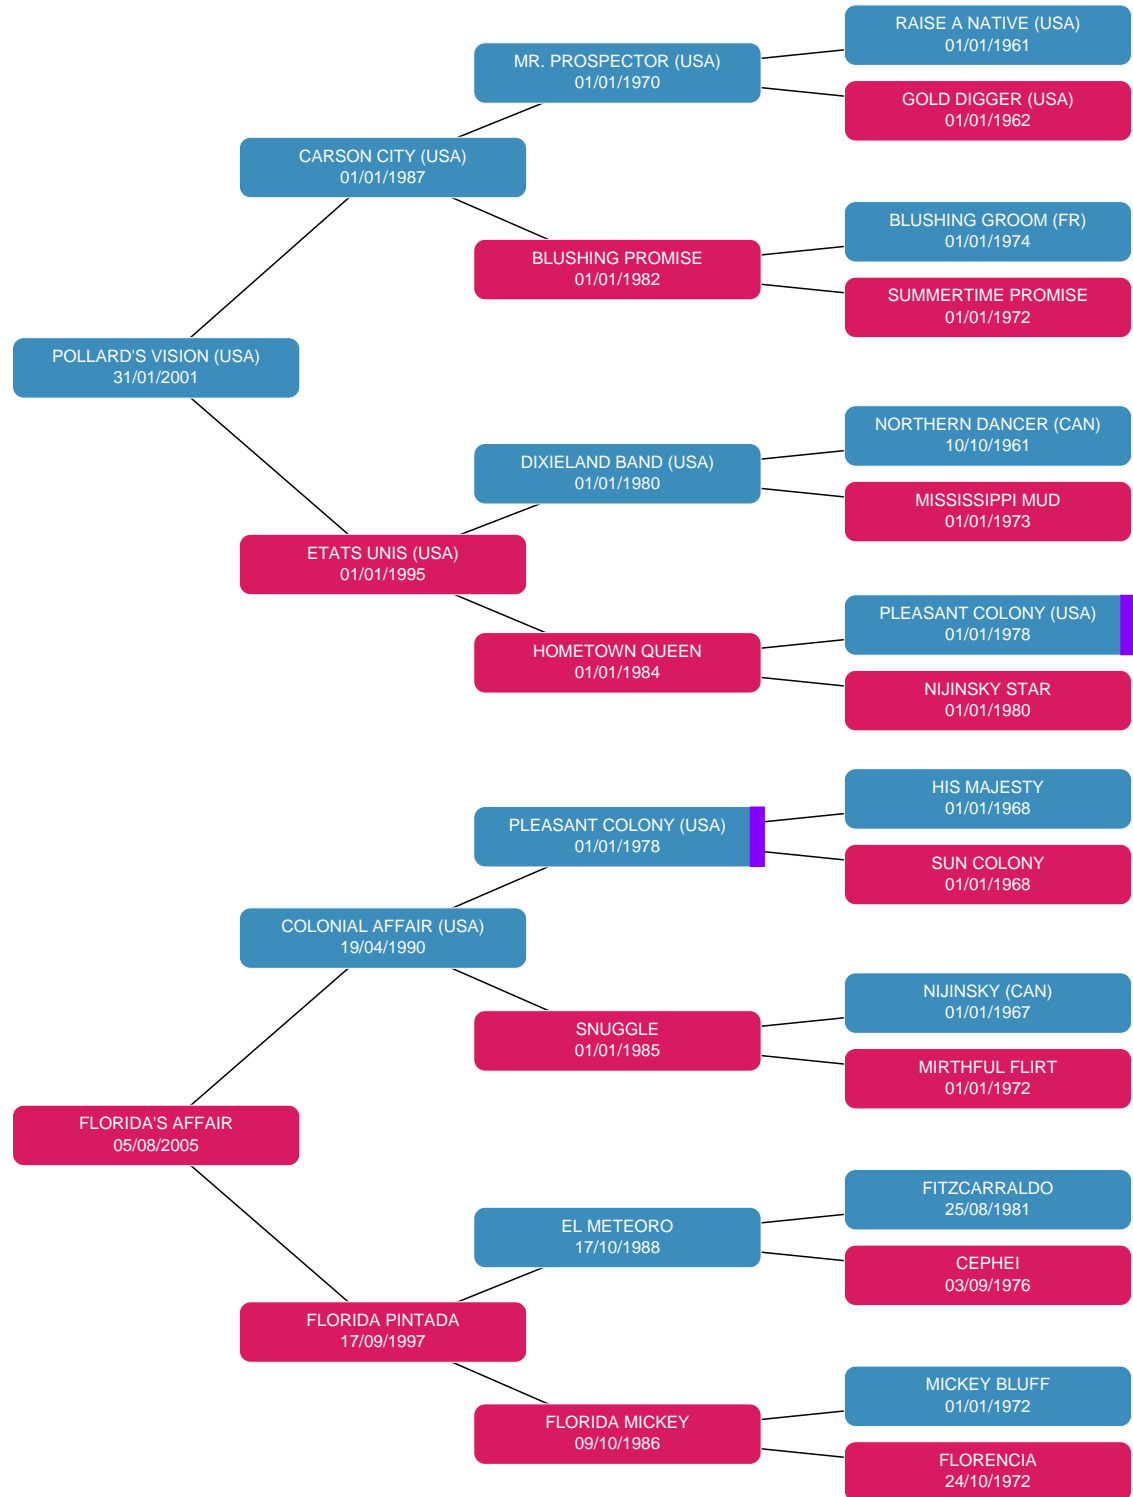 RAISE A NATIVE (USA)
01/01/1961
MR. PROSPECTOR (USA)
01/01/1970
GOLD DIGGER (USA)
01/01/1962
CARSON CITY (USA)
01/01/1987
BLUSHING GROOM (FR)
01/01/1974
BLUSHING PROMISE
01/01/1982
SUMMERTIME PROMISE
01/01/1972
POLLARD'S VISION (USA)
31/01/2001
NORTHERN DANCER (CAN)
10/10/1961
DIXIELAND BAND (USA)
01/01/1980
MISSISSIPPI MUD
01/01/1973
ETATS UNIS (USA)
01/01/1995
PLEASANT COLONY (USA)
01/01/1978
HOMETOWN QUEEN
01/01/1984
NIJINSKY STAR
01/01/1980
HIS MAJESTY
01/01/1968
PLEASANT COLONY (USA)
01/01/1978
SUN COLONY
01/01/1968
COLONIAL AFFAIR (USA)
19/04/1990
NIJINSKY (CAN)
01/01/1967
SNUGGLE
01/01/1985
MIRTHFUL FLIRT
01/01/1972
FLORIDA'S AFFAIR
05/08/2005
FITZCARRALDO
25/08/1981
EL METEORO
17/10/1988
CEPHEI
03/09/1976
FLORIDA PINTADA
17/09/1997
MICKEY BLUFF
01/01/1972
FLORIDA MICKEY
09/10/1986
FLORENCIA
24/10/1972